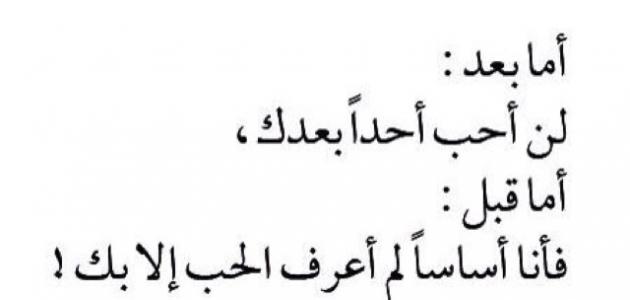 أما بعد :
لن أحب أحداً بعدك ،
أما قبل :
فأنا أساساً لم أعرف الحب إلا بك !